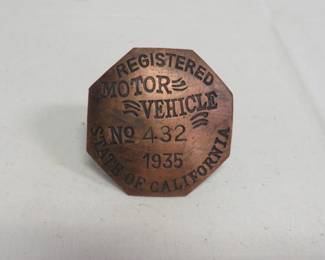 REGISTERED
MOTOR
VEHICLE
No 432
1935
STATE OF CALIFORNIA